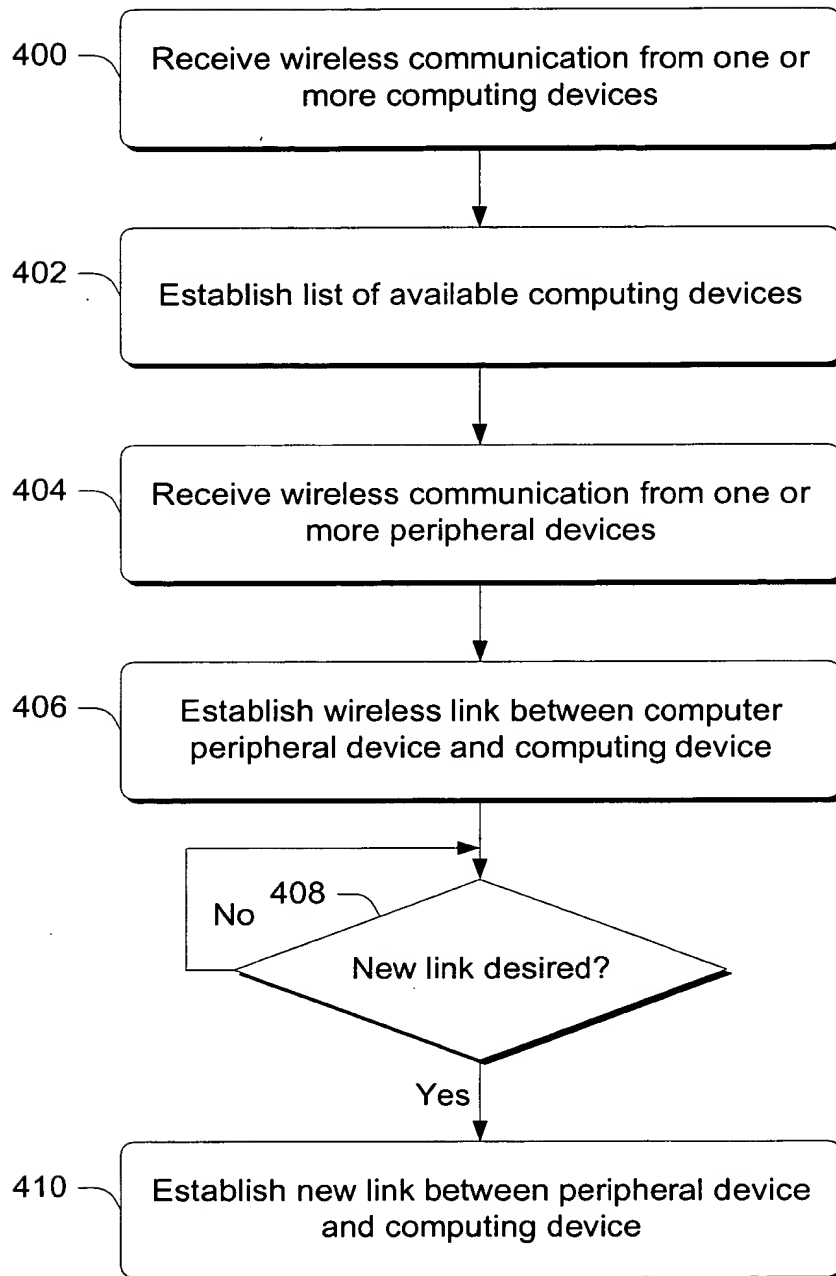 400
Receive wireless communication from one or
more computing devices
402
Establish list of available computing devices
404
Receive wireless communication from one or
more peripheral devices
406
Establish wireless link between computer
peripheral device and computing device
408
No
New link desired?
Yes
410
Establish new link between peripheral device
and computing device